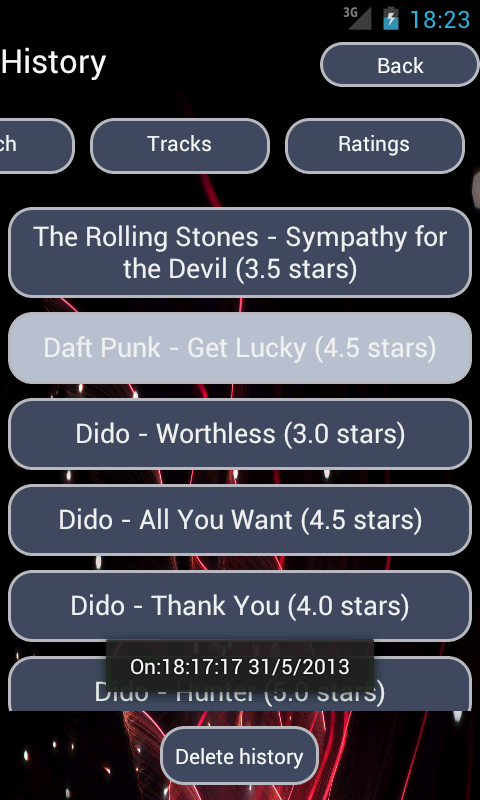 3G 18:23
History
Back
ch
Tracks
Ratings
The Rolling Stones - Sympathy for
the Devil (3.5 stars)
Daft Punk - Get Lucky (4.5 stars)
Dido - Worthless (3.0 stars)
Dido - All You Want (4.5 stars)
Dido - Thank You (4.0 stars)
On:18:17:17 31/5/2013
Dido - Hunter (5.0 stars)
Delete history